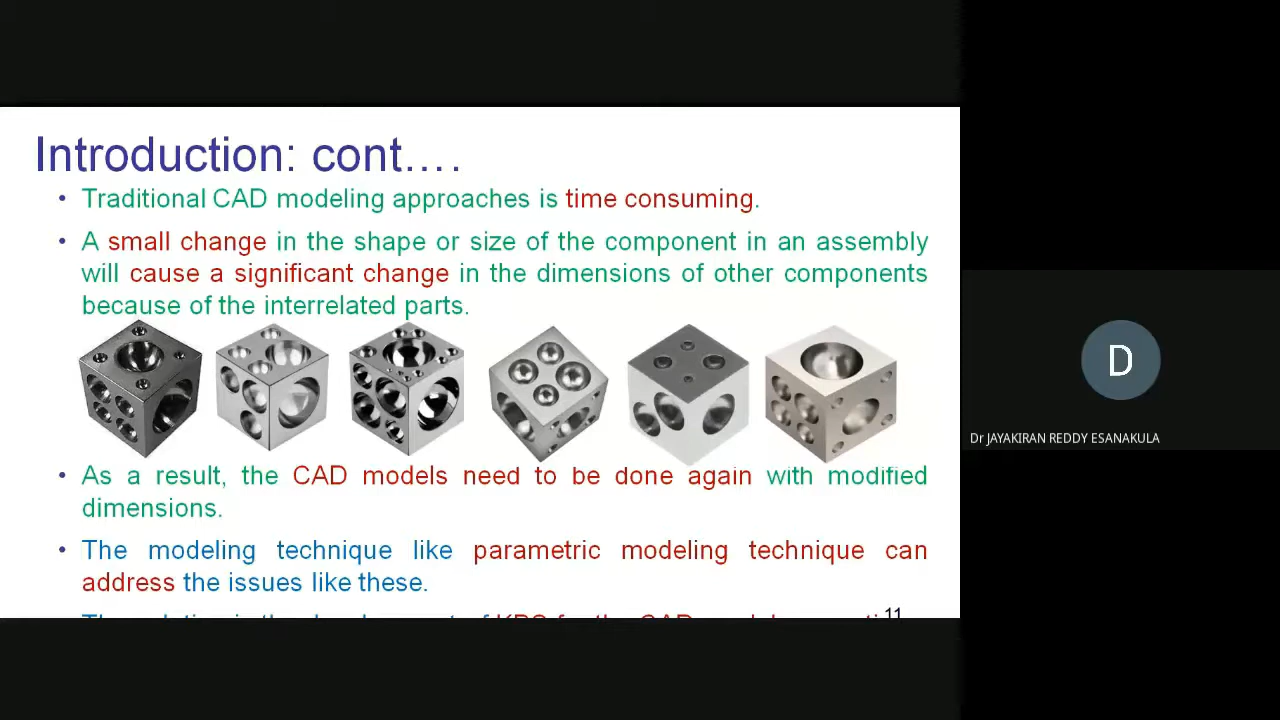 Introduction: cont....
• Traditional CAD modeling approaches is time consuming.
• A small change in the shape or size of the component in an assembly
will cause a significant change in the dimensions of other components
because of the interrelated parts.
• As a result, the CAD models need to be done again with modified
dimensions.
• The modeling technique like parametric modeling technique can
address the issues like these.
11
D
Dr JAYAKIRAN REDDY ESANAKULA